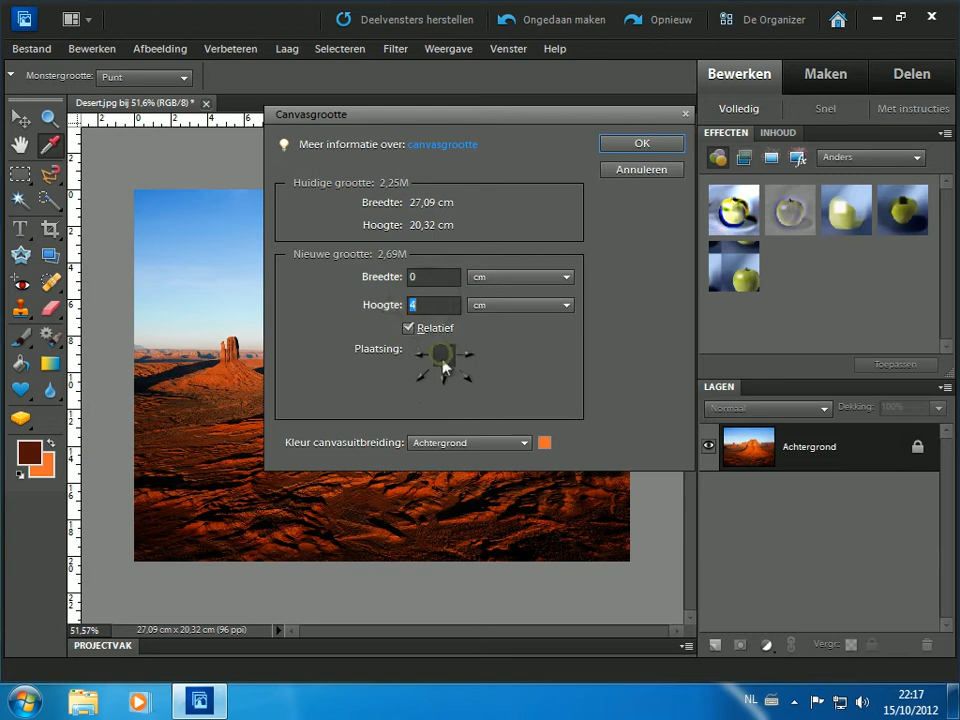 Deelvensters herstellen
Ongedaan maken
Opnieuw
De Organizer
Bestand
Bewerken
Afbeelding
Verbeteren
Laag
Selecteren
Filter
Weergave
Venster
Help
Monstergrootte:
Punt
Bewerken
Maken
Delen
Desert.jpg bij 51,6% (RGB/8) *
Volledig
Snel
Met instructies
Canvasgrootte
Meer informatie over: canvasgrootte
OK
Annuleren
Huidige grootte: 2,25M
Breedte: 27,09 cm
Hoogte: 20,32 cm
Nieuwe grootte: 2,69M
Breedte: 0
cm
Hoogte: 4
cm
Relatief
Plaatsing:
Kleur canvasuitbreiding:
Achtergrond
EFFECTEN
INHOUD
Anders
Toepassen
LAGEN
Normaal
Dekking: 100%
Achtergrond
Vergr.:
51,57%
27,09 cm x 20,32 cm (96 ppi)
PROJECTVAK
NL
22:17
15/10/2012